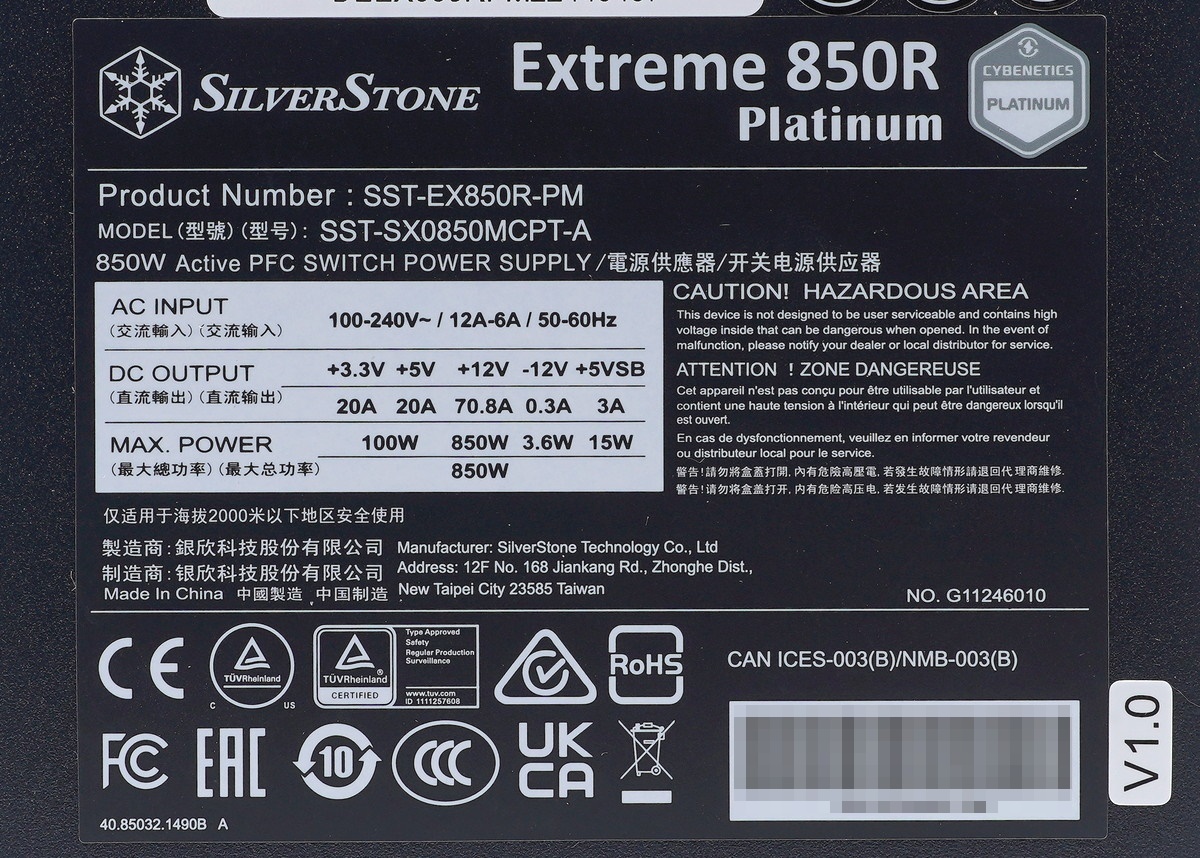 SILVERSTONE
Extreme 850R
Platinum
CYBENETICS
PLATINUM
Product Number : SST-EX850R-PM
MODEL (型號) (型号) : SST-SX0850MCPT-A
850W Active PFC SWITCH POWER SUPPLY/電源供應器/开关电源供应器
AC INPUT
(交流輸入) (交流输入)
100-240V~ / 12A-6A / 50-60Hz
DC OUTPUT
(直流輸出) (直流输出)
+3.3V +5V +12V -12V +5VSB
20A 20A 70.8A 0.3A 3A
MAX. POWER
(最大總功率) (最大总功率)
100W 850W 3.6W 15W
850W
CAUTION! HAZARDOUS AREA
This device is not designed to be user serviceable and contains high
voltage inside that can be dangerous when opened. In the event of
malfunction, please notify your dealer or local distributor for service.
ATTENTION ! ZONE DANGEREUSE
Cet appareil n'est pas conçu pour être utilisable par l'utilisateur et
contient une haute tension à l'intérieur qui peut être dangereux lorsqu'il
est ouvert.
En cas de dysfonctionnement, veuillez en informer votre revendeur
ou distributeur local pour le service.
警告!請勿將盒蓋打開, 內有危險高壓電, 若發生故障情形請退回代理商維修.
警告!请勿将盒盖打开, 内有危险高压电, 若发生故障情形请退回代理商维修.
仅适用于海拔2000米以下地区安全使用
製造商:銀欣科技股份有限公司
制造商:银欣科技股份有限公司
Made In China 中國製造 , 中国制造
Manufacturer: SilverStone Technology Co., Ltd
Address: 12F No. 168 Jiankang Rd., Zhonghe Dist.,
New Taipei City 23585 Taiwan
NO. G11246010
CE
TÜVRheinland
C US
TÜVRheinland
CERTIFIED
Type Approved
Safety
Regular Production
Surveillance
www.tuv.com
ID 1111257608
RoHS
CAN ICES-003(B)/NMB-003(B)
FC
EAC
10
CCC
UK
CA
V1.0
40.85032.1490B A